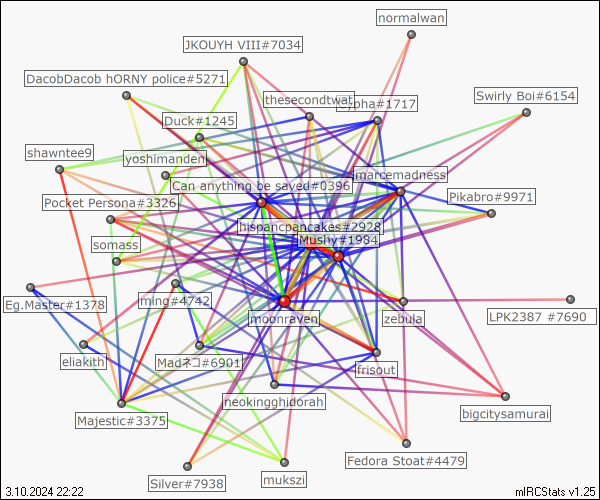 normalwan
JKOUYH VIII#7034
DacobDacob hORNY police#5271
thesecondtwat
Swirly Boi#6154
Duck#1245
shawntee9
yoshimanden
marcemadness
Can anything be saved#0396
Pikabro#9971
Pocket Persona#3326
hispancpancakes#2928
Mushy#1984
somass
Eg.Master#1378
ming#4742
moonraven
zebula
LPK2387 #7690
eliakith
Madネコ#6901
frisout
neokingghidorah
bigcitysamurai
Majestic#3375
Fedora Stoat#4479
Silver#7938
mukszi
3.10.2024 22:22
mIRCStats v1.25